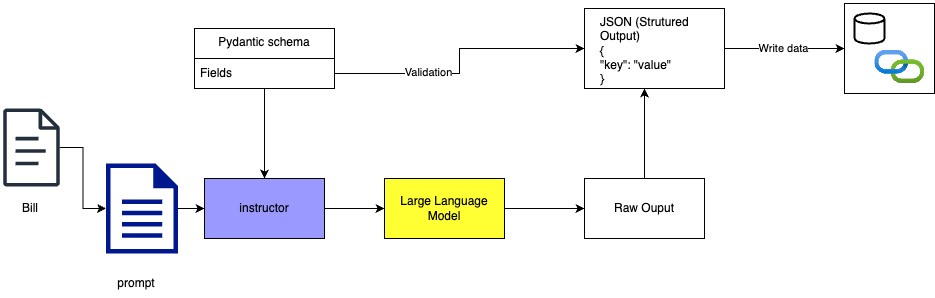 Pydantic schema
Fields
Validation
JSON (Strutured
Output)
{
"key": "value"
}
Write data
Bill
prompt
instructor
Large Language
Model
Raw Ouput